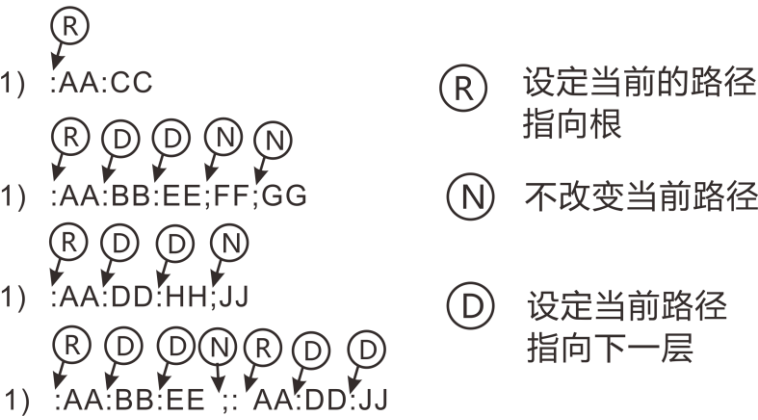 R
1) :AA:CC
R D D N N
1) :AA:BB:EE;FF;GG
R D D N
1) :AA:DD:HH;JJ
R D D N R D D
1) :AA:BB:EE ;: AA:DD:JJ
R 设定当前的路径
指向根
N 不改变当前路径
D 设定当前路径
指向下一层